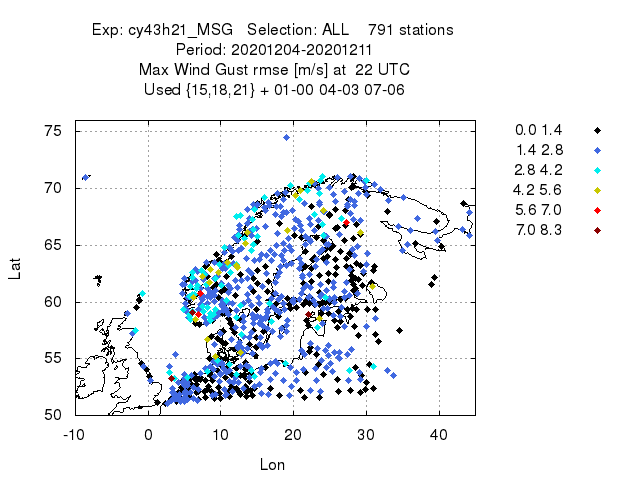 Exp: cy43h21_MSG Selection: ALL 791 stations
Period: 20201204-20201211
Max Wind Gust rmse [m/s] at 22 UTC
Used {15,18,21} + 01-00 04-03 07-06
75
70
65
60
55
50
Lat
-10 0 10 20 30 40
Lon
0.0 1.4
1.4 2.8
2.8 4.2
4.2 5.6
5.6 7.0
7.0 8.3